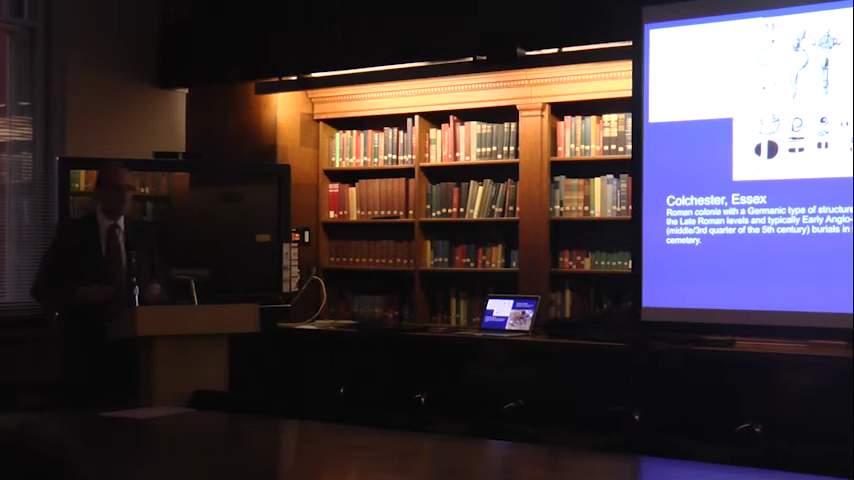 Colchester, Essex
Roman colonia with a Germanic type of structure
the Late Roman levels and typically Early Anglo-
(middle/3rd quarter of the 5th century) burials in
cemetery.